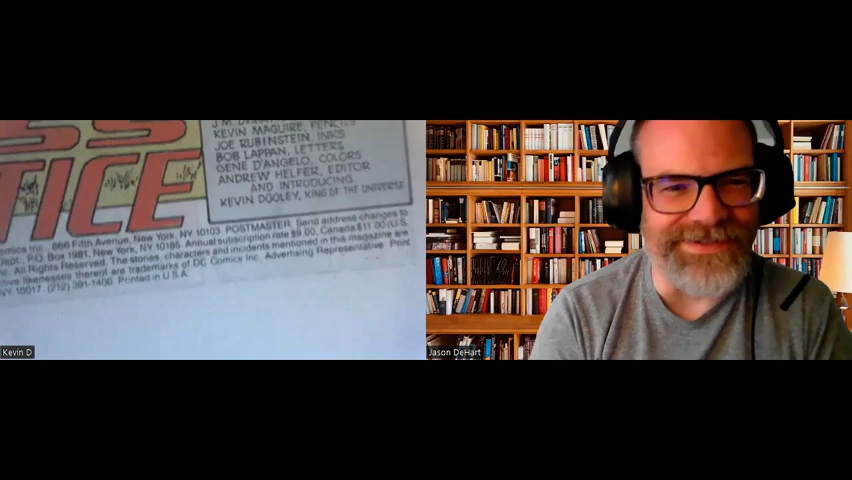 SS
TICE
KEVIN MAGUIRE, PENCILS
JOE RUBINSTEIN, INKS
BOB LAPPAN, LETTERS
GENE D'ANGELO, COLORS
ANDREW HELFER, EDITOR
AND INTRODUCING
KEVIN DOOLEY, KING OF THE UNIVERSE
Inc., 666 Fifth Avenue, New York, NY 10103 POSTMASTER: Send address changes to
P.O. Box 1981, New York, NY 10185. Annual subscription rate $9.00, Canada $11.00 (U.S.
Inc. All Rights Reserved. The stories, characters and incidents mentioned in this magazine are
likenesses thereof are trademarks of DC Comics Inc. Advertising Representative: Print
NY 10017. (212) 391-1400. Printed in U.S.A.
Kevin D
Jason DeHart